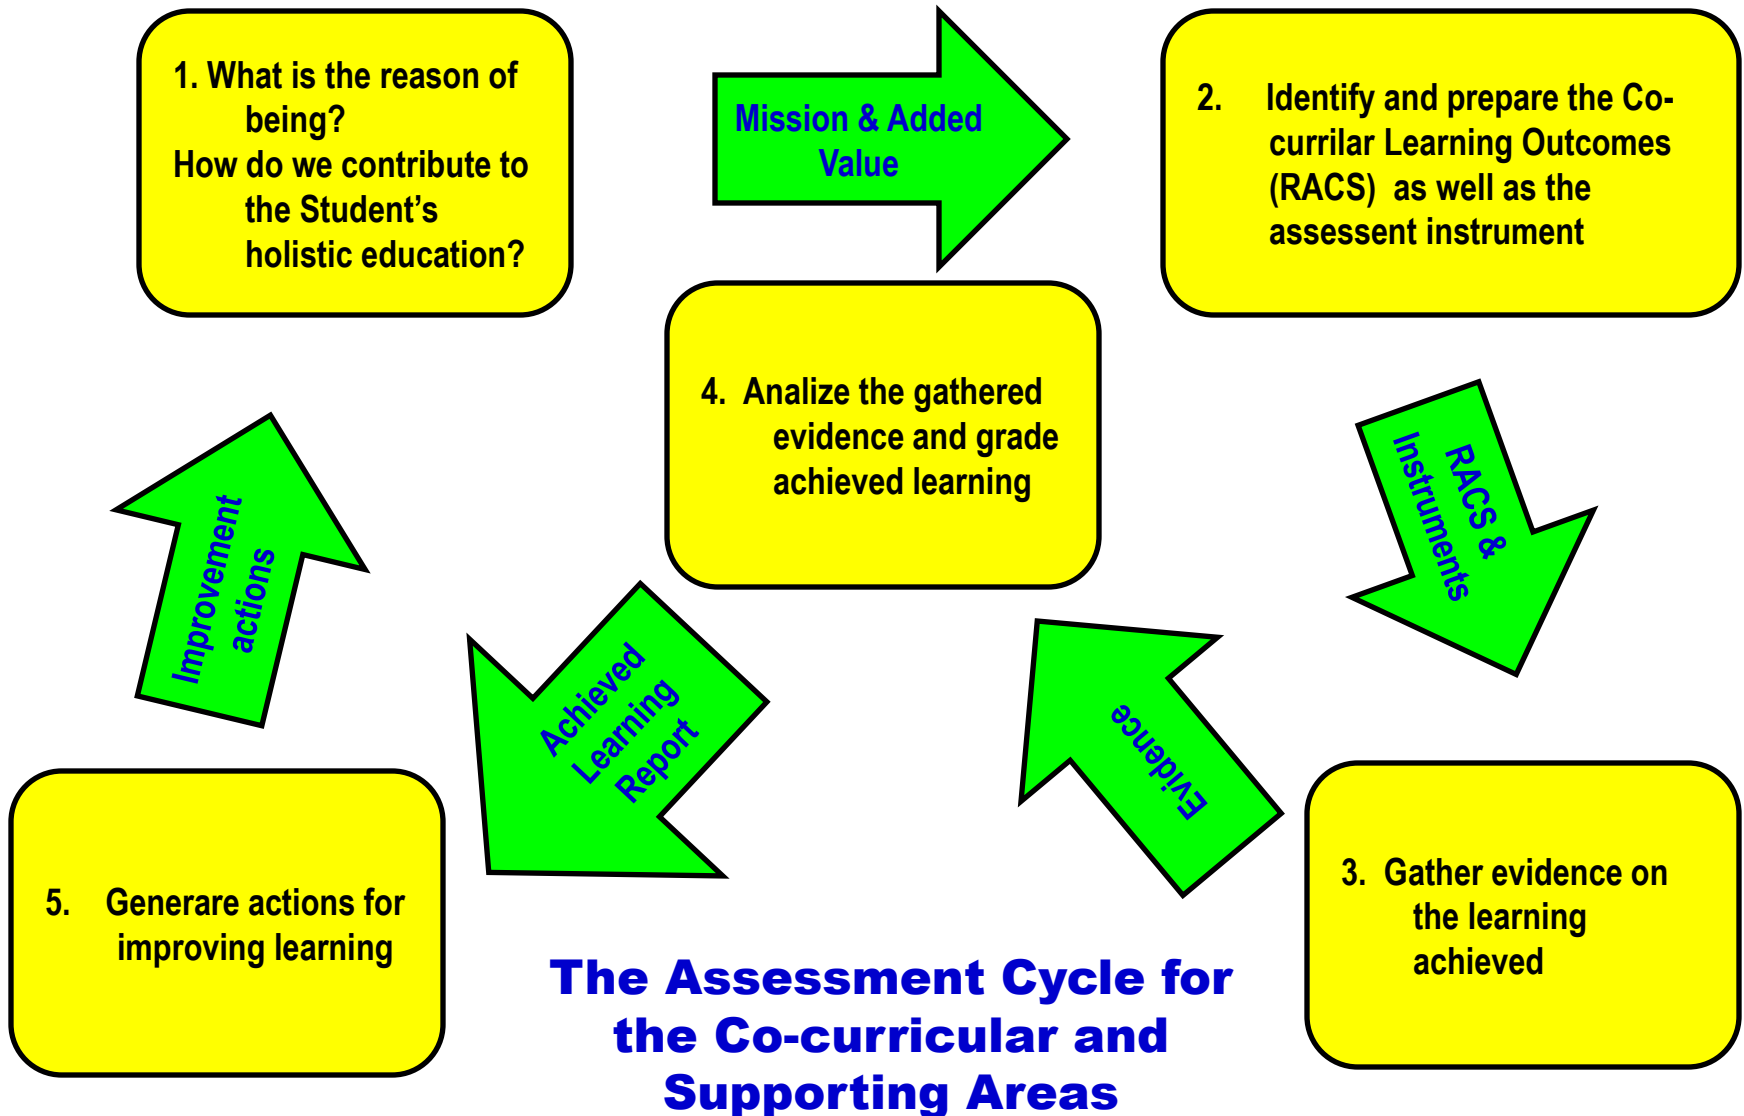 1. What is the reason of
being?
How do we contribute to
the Student’s
holistic education?
Mission & Added
Value
2. Identify and prepare the Co-
currilar Learning Outcomes
(RACS) as well as the
assessent instrument
RACS &
Instruments
3. Gather evidence on
the learning
achieved
Evidence
4. Analize the gathered
evidence and grade
achieved learning
Achieved
Learning
Report
5. Generare actions for
improving learning
Improvement
actions
The Assessment Cycle for
the Co-curricular and
Supporting Areas